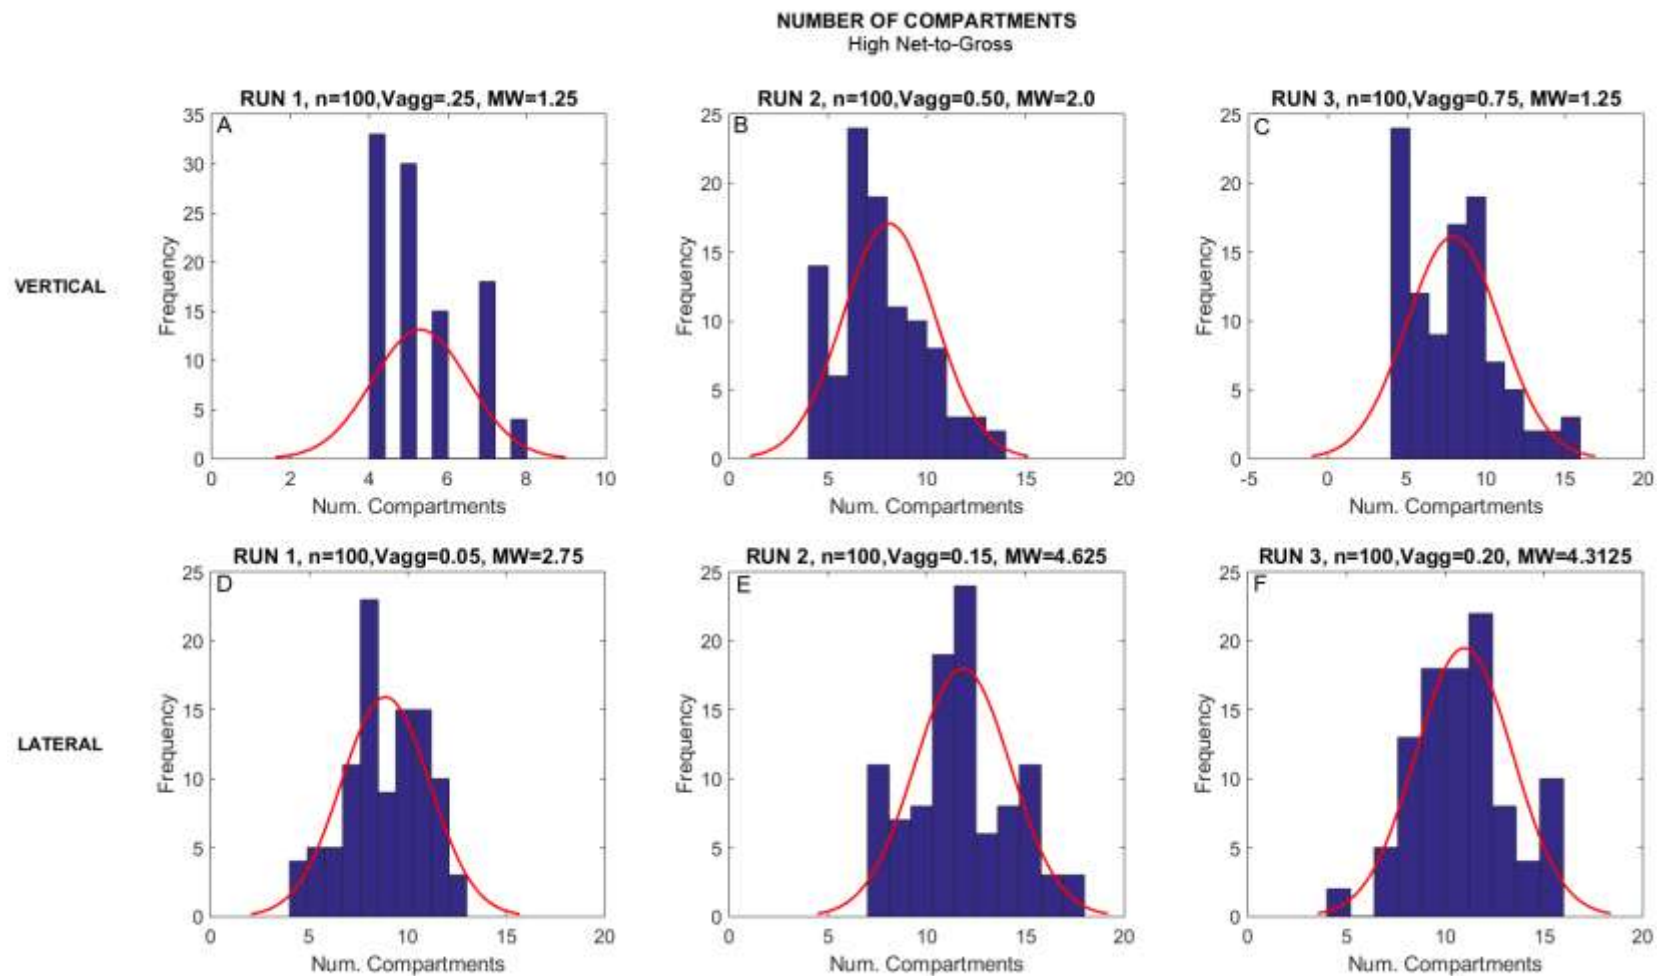 NUMBER OF COMPARTMENTS
High Net-to-Gross
RUN 1, n=100,Vagg=.25, MW=1.25
RUN 2, n=100,Vagg=0.50, MW=2.0
RUN 3, n=100,Vagg=0.75, MW=1.25
VERTICAL
A
35
30
25
20
15
10
5
0
Frequency
0 2 4 6 8 10
Num. Compartments
B
25
20
15
10
5
0
Frequency
0 5 10 15 20
Num. Compartments
C
25
20
15
10
5
0
Frequency
-5 0 5 10 15 20
Num. Compartments
RUN 1, n=100,Vagg=0.05, MW=2.75
RUN 2, n=100,Vagg=0.15, MW=4.625
RUN 3, n=100,Vagg=0.20, MW=4.3125
LATERAL
D
25
20
15
10
5
0
Frequency
0 5 10 15 20
Num. Compartments
E
25
20
15
10
5
0
Frequency
0 5 10 15 20
Num. Compartments
F
25
20
15
10
5
0
Frequency
0 5 10 15 20
Num. Compartments